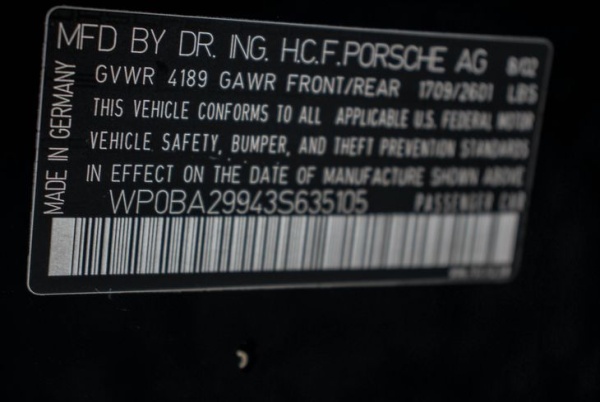 MFD BY DR. ING. H.C.F.PORSCHE AG 8/02
GVWR 4189 GAWR FRONT/REAR 1709/2601 LBS
THIS VEHICLE CONFORMS TO ALL APPLICABLE U.S. FEDERAL MOTOR
VEHICLE SAFETY, BUMPER, AND THEFT PREVENTION STANDARDS
IN EFFECT ON THE DATE OF MANUFACTURE SHOWN ABOVE
WP0BA29943S635105 PASSENGER CAR
MADE IN GERMANY